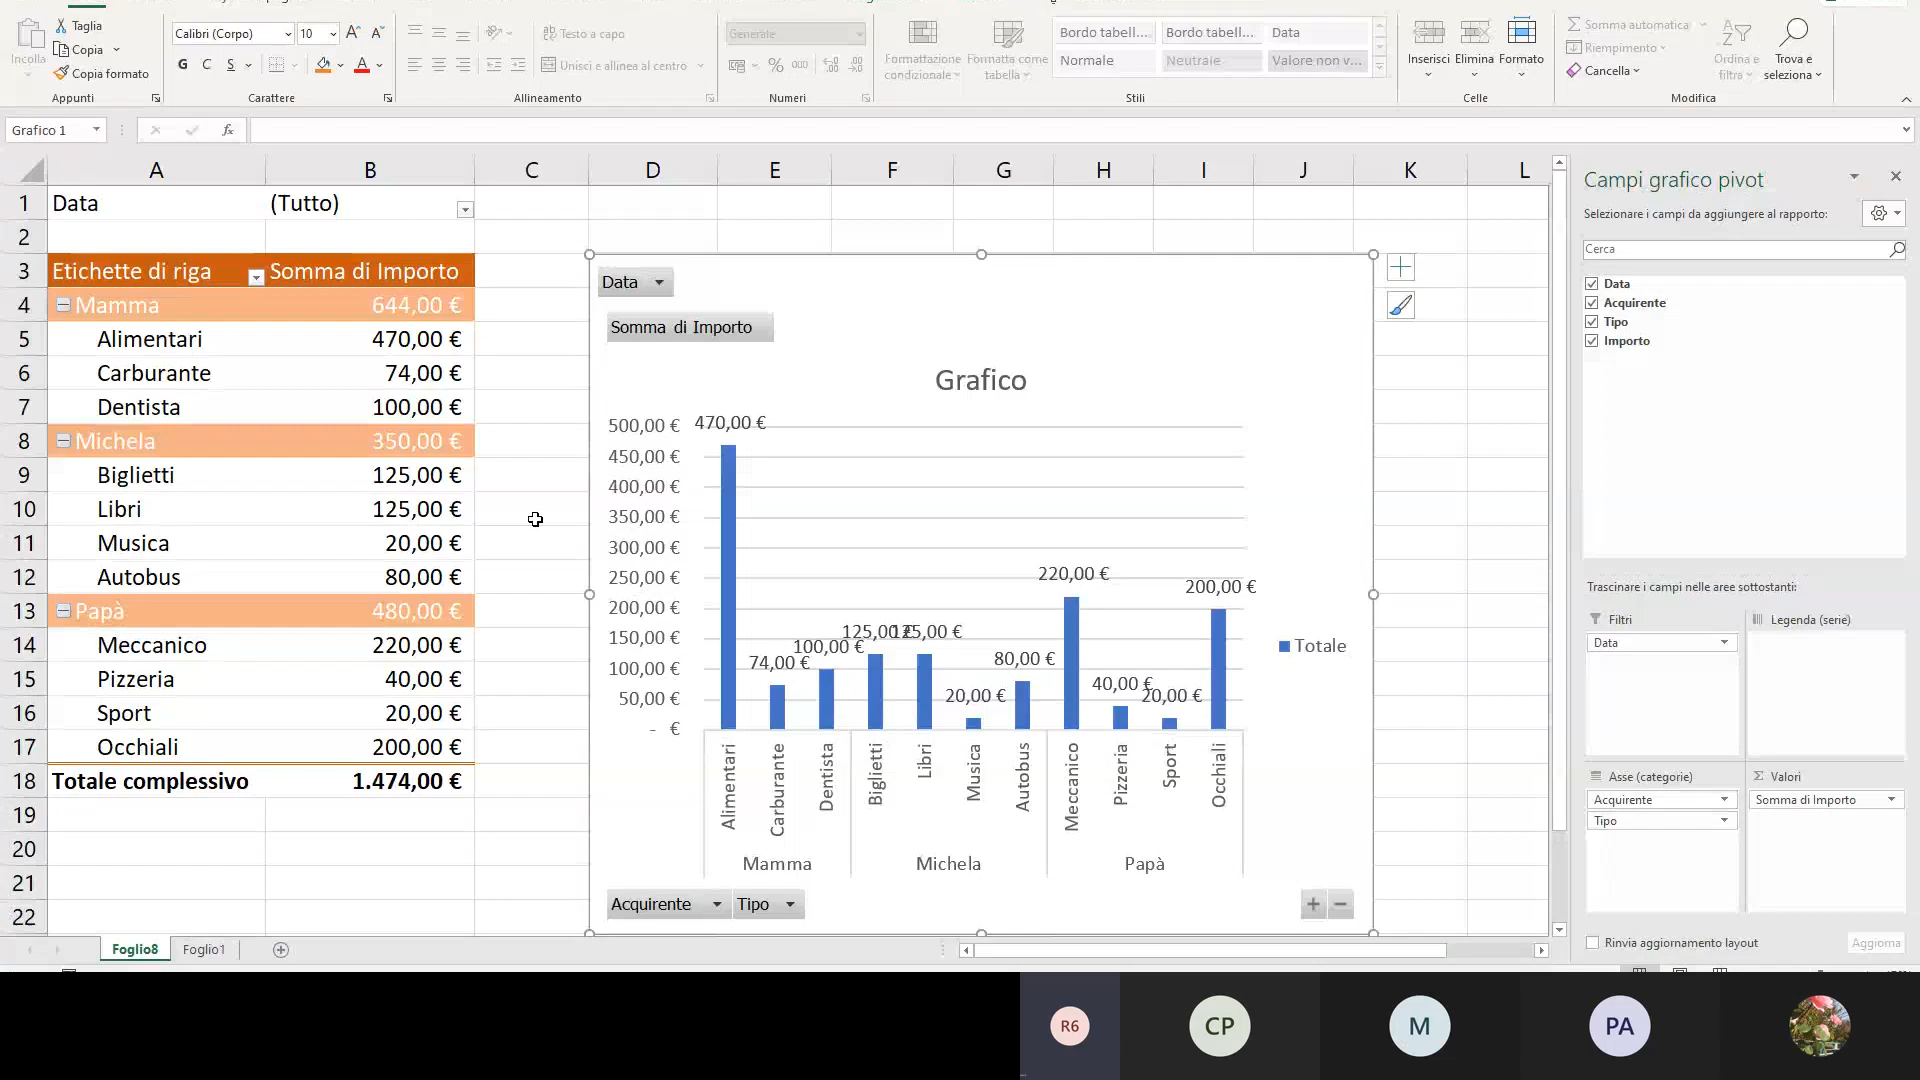 Taglia
Incolla
Copia
Copia formato
Appunti
Calibri (Corpo) 10
G C S
Carattere
Testo a capo
Unisci e allinea al centro
Allineamento
Generale
% 000
Numeri
Formattazione condizionale
Formatta come tabella
Bordo tabell... Bordo tabell... Data
Normale Neutrale Valore non v...
Stili
Inserisci Elimina Formato
Celle
Somma automatica
Riempimento
Cancella
Ordina e filtra
Trova e seleziona
Modifica
Grafico 1
fx
A B C D E F G H I J K L
1 Data (Tutto)
2
3 Etichette di riga Somma di Importo
4 Mamma 644,00 €
5 Alimentari 470,00 €
6 Carburante 74,00 €
7 Dentista 100,00 €
8 Michela 350,00 €
9 Biglietti 125,00 €
10 Libri 125,00 €
11 Musica 20,00 €
12 Autobus 80,00 €
13 Papà 480,00 €
14 Meccanico 220,00 €
15 Pizzeria 40,00 €
16 Sport 20,00 €
17 Occhiali 200,00 €
18 Totale complessivo 1.474,00 €
19
20
21
22
Data
Somma di Importo
Grafico
500,00 €
450,00 €
400,00 €
350,00 €
300,00 €
250,00 €
200,00 €
150,00 €
100,00 €
50,00 €
- €
470,00 €
74,00 €
100,00 €
125,00 €
125,00 €
20,00 €
80,00 €
220,00 €
40,00 €
20,00 €
200,00 €
Totale
Alimentari
Carburante
Dentista
Biglietti
Libri
Musica
Autobus
Meccanico
Pizzeria
Sport
Occhiali
Mamma Michela Papà
Acquirente Tipo
+ −
Campi grafico pivot
Selezionare i campi da aggiungere al rapporto:
Cerca
Data
Acquirente
Tipo
Importo
Trascinare i campi nelle aree sottostanti:
Filtri
Data
Legenda (serie)
Asse (categorie)
Acquirente
Tipo
Σ Valori
Somma di Importo
Rinvia aggiornamento layout
Aggiorna
Foglio8 Foglio1
R6 CP M PA